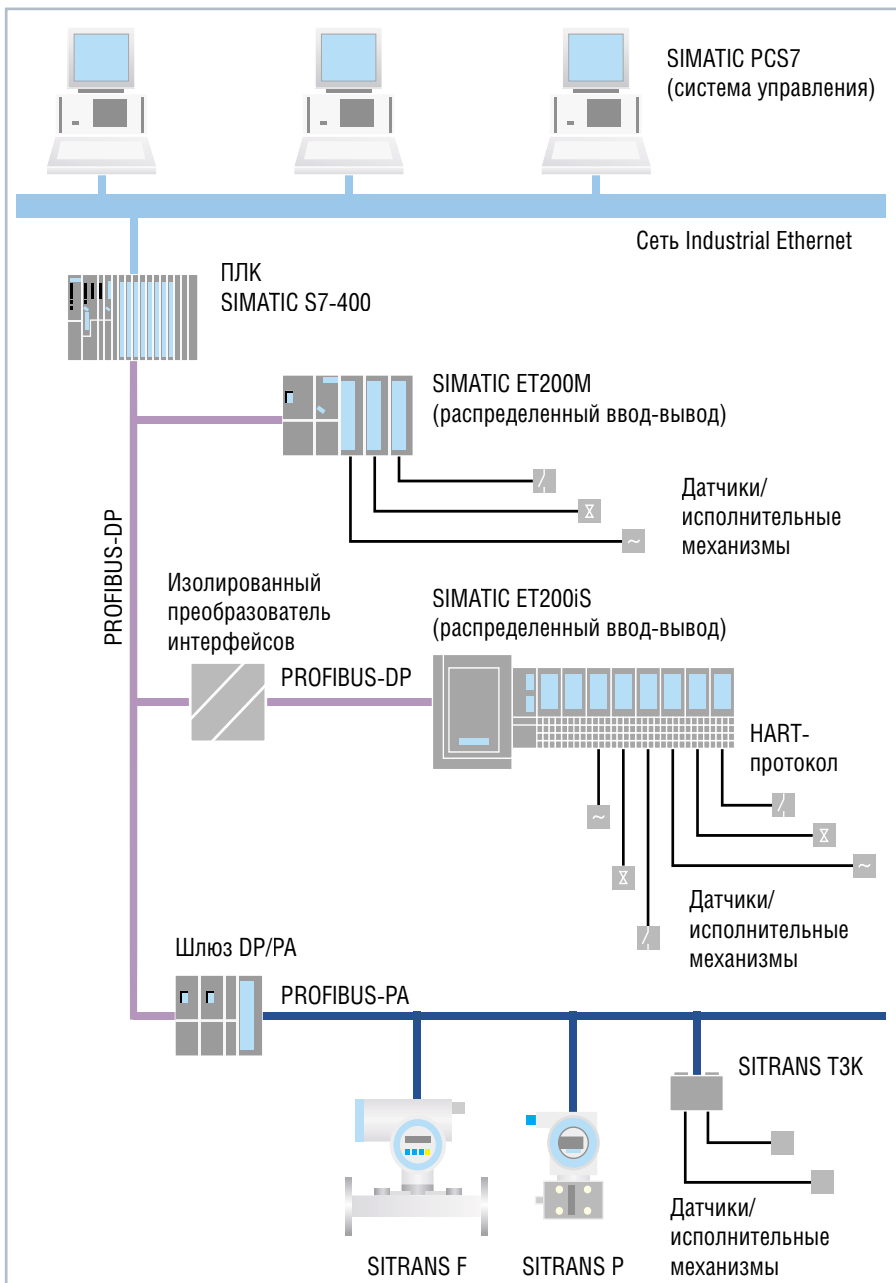 SIMATIC PCS7
(система управления)
Сеть Industrial Ethernet
ПЛК
SIMATIC S7-400
SIMATIC ET200M
(распределенный ввод-вывод)
Датчики/
исполнительные
механизмы
PROFIBUS-DP
Изолированный
преобразователь
интерфейсов
SIMATIC ET200iS
(распределенный ввод-вывод)
PROFIBUS-DP
HART-
протокол
Датчики/
исполнительные
механизмы
Шлюз DP/PA
PROFIBUS-PA
SITRANS T3K
Датчики/
исполнительные
механизмы
SITRANS F
SITRANS P